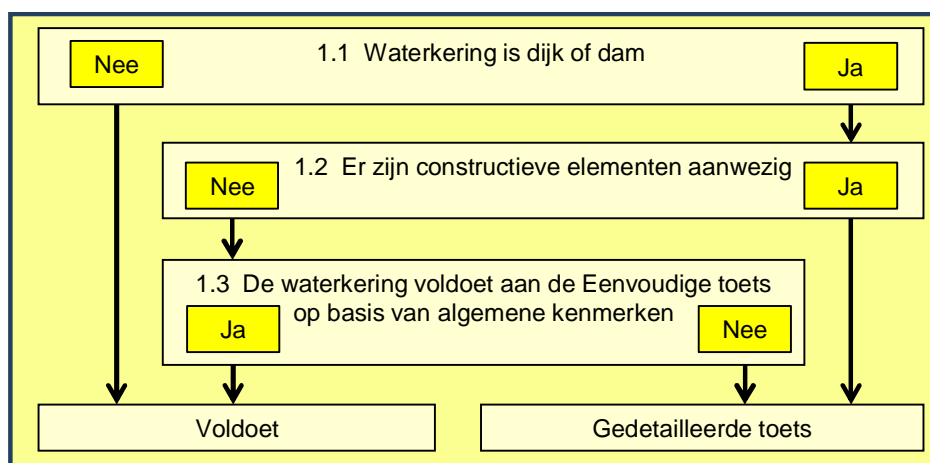 1.1 Waterkering is dijk of dam
Nee
Ja
1.2 Er zijn constructieve elementen aanwezig
Nee
Ja
1.3 De waterkering voldoet aan de Eenvoudige toets
op basis van algemene kenmerken
Ja
Nee
Voldoet
Gedetailleerde toets